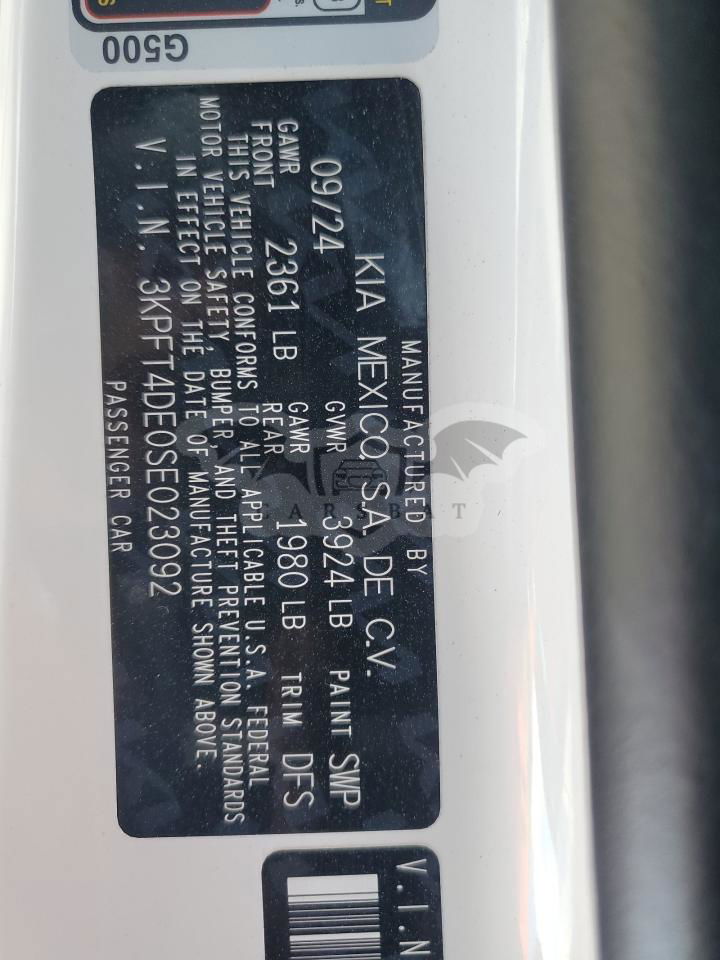 G500
MANUFACTURED BY
KIA MEXICO, S.A. DE C.V.
09/24 GVWR 3924 LB PAINT SWP
GAWR FRONT 2361 LB GAWR REAR 1980 LB TRIM DFS
THIS VEHICLE CONFORMS TO ALL APPLICABLE U.S.A. FEDERAL
MOTOR VEHICLE SAFETY, BUMPER, AND THEFT PREVENTION STANDARDS
IN EFFECT ON THE DATE OF MANUFACTURE SHOWN ABOVE.
V.I.N. 3KPFT4DE0SE023092
PASSENGER CAR
V.I.N
CARSBAT